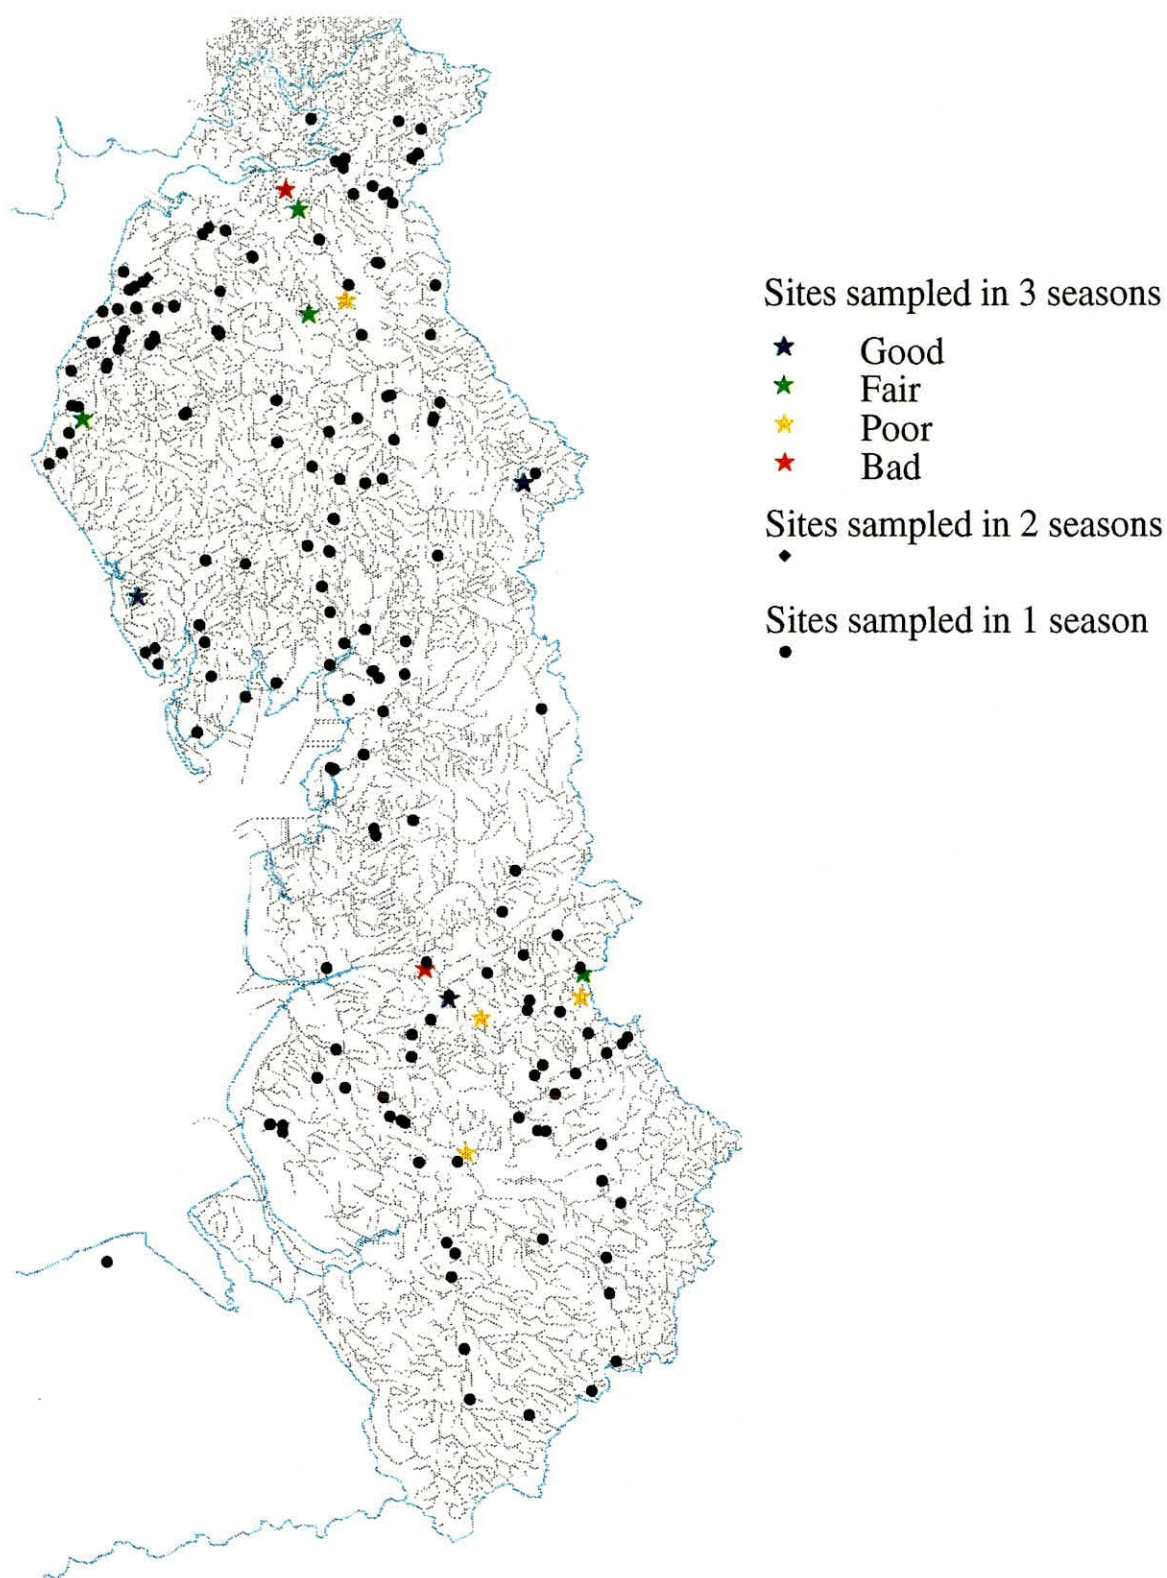 Sites sampled in 3 seasons
Good
Fair
Poor
Bad
Sites sampled in 2 seasons
Sites sampled in 1 season